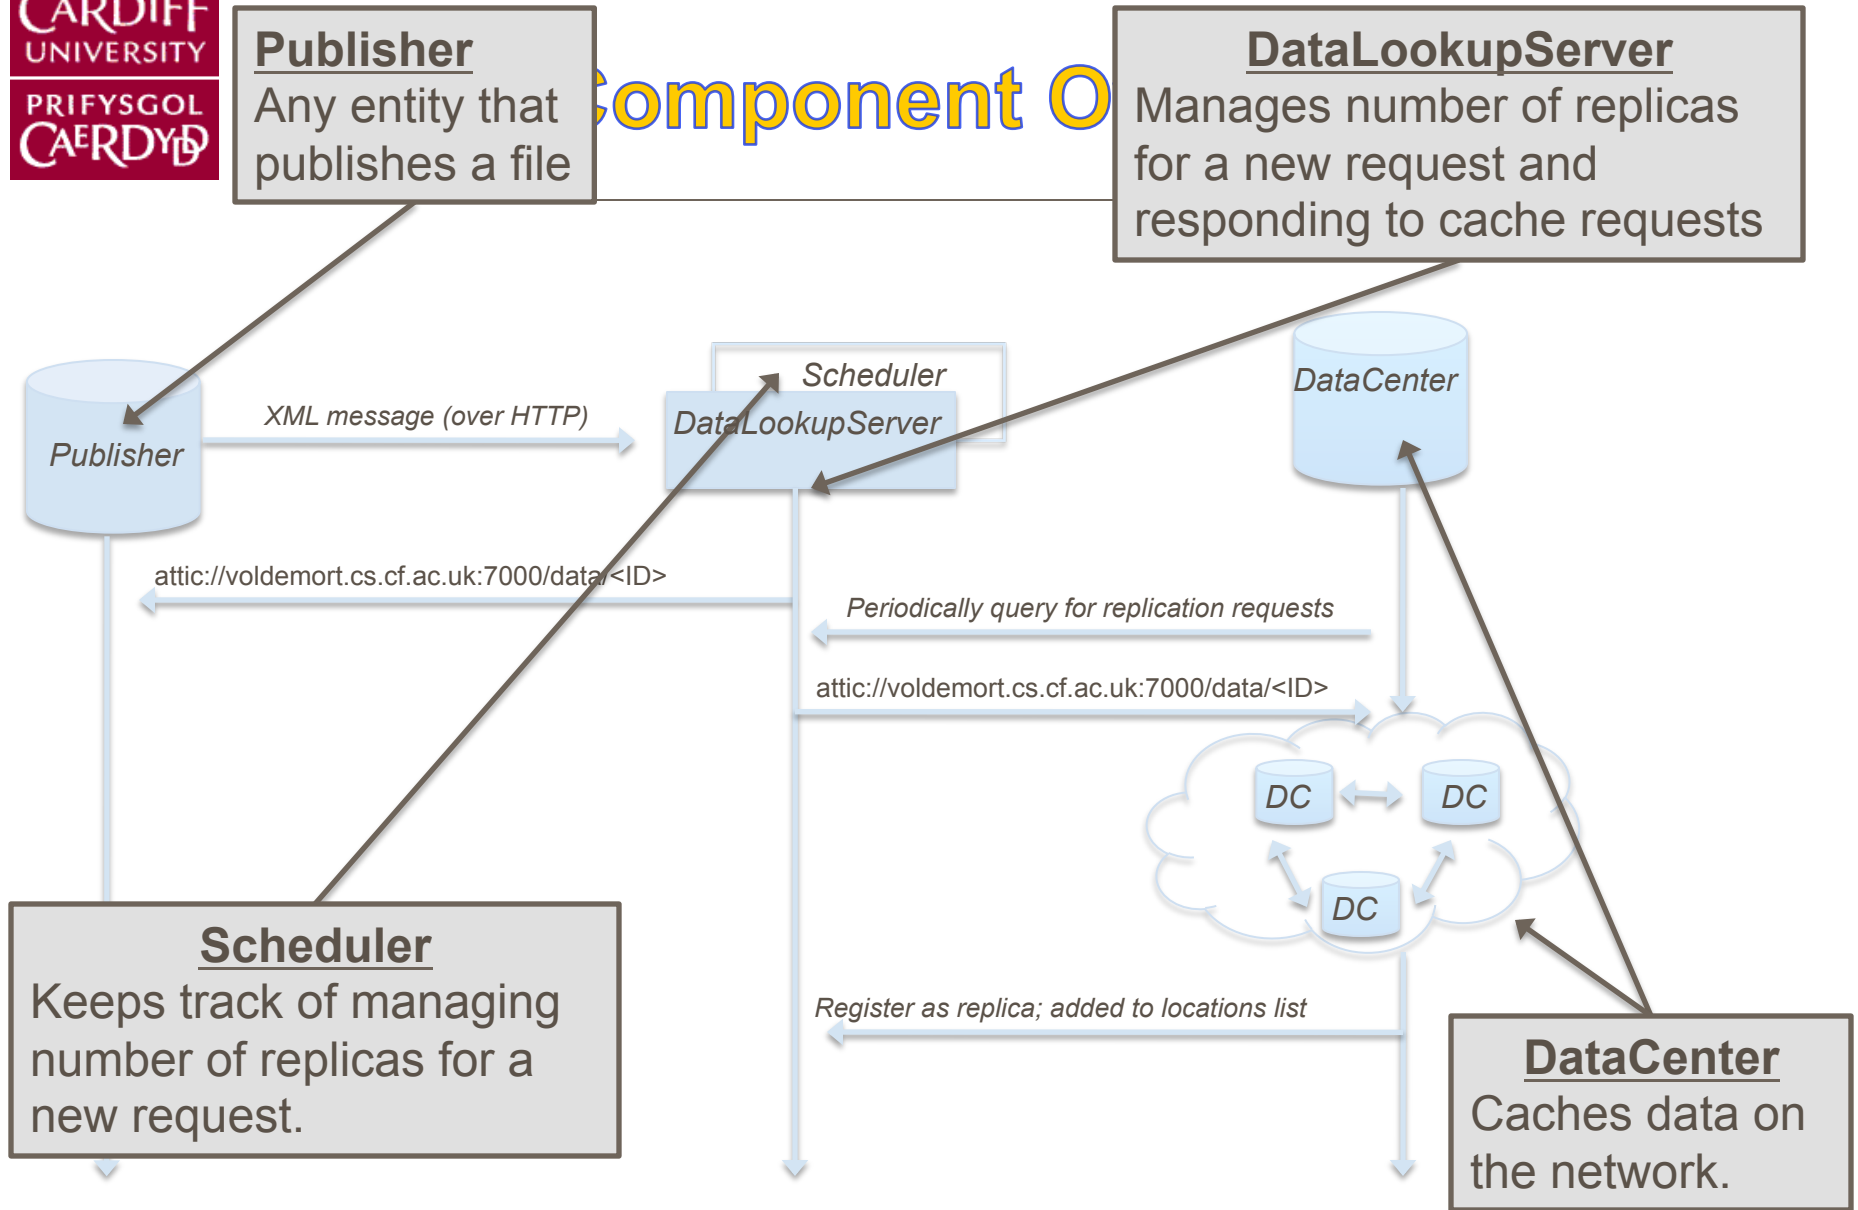 CARDIFF
UNIVERSITY
PRIFYSGOL
CAERDYDD
Publisher
Any entity that
publishes a file
Component O
DataLookupServer
Manages number of replicas
for a new request and
responding to cache requests
Scheduler
DataLookupServer
DataCenter
Publisher
XML message (over HTTP)
attic://voldemort.cs.cf.ac.uk:7000/data/<ID>
Periodically query for replication requests
attic://voldemort.cs.cf.ac.uk:7000/data/<ID>
DC
DC
DC
Scheduler
Keeps track of managing
number of replicas for a
new request.
Register as replica; added to locations list
DataCenter
Caches data on
the network.